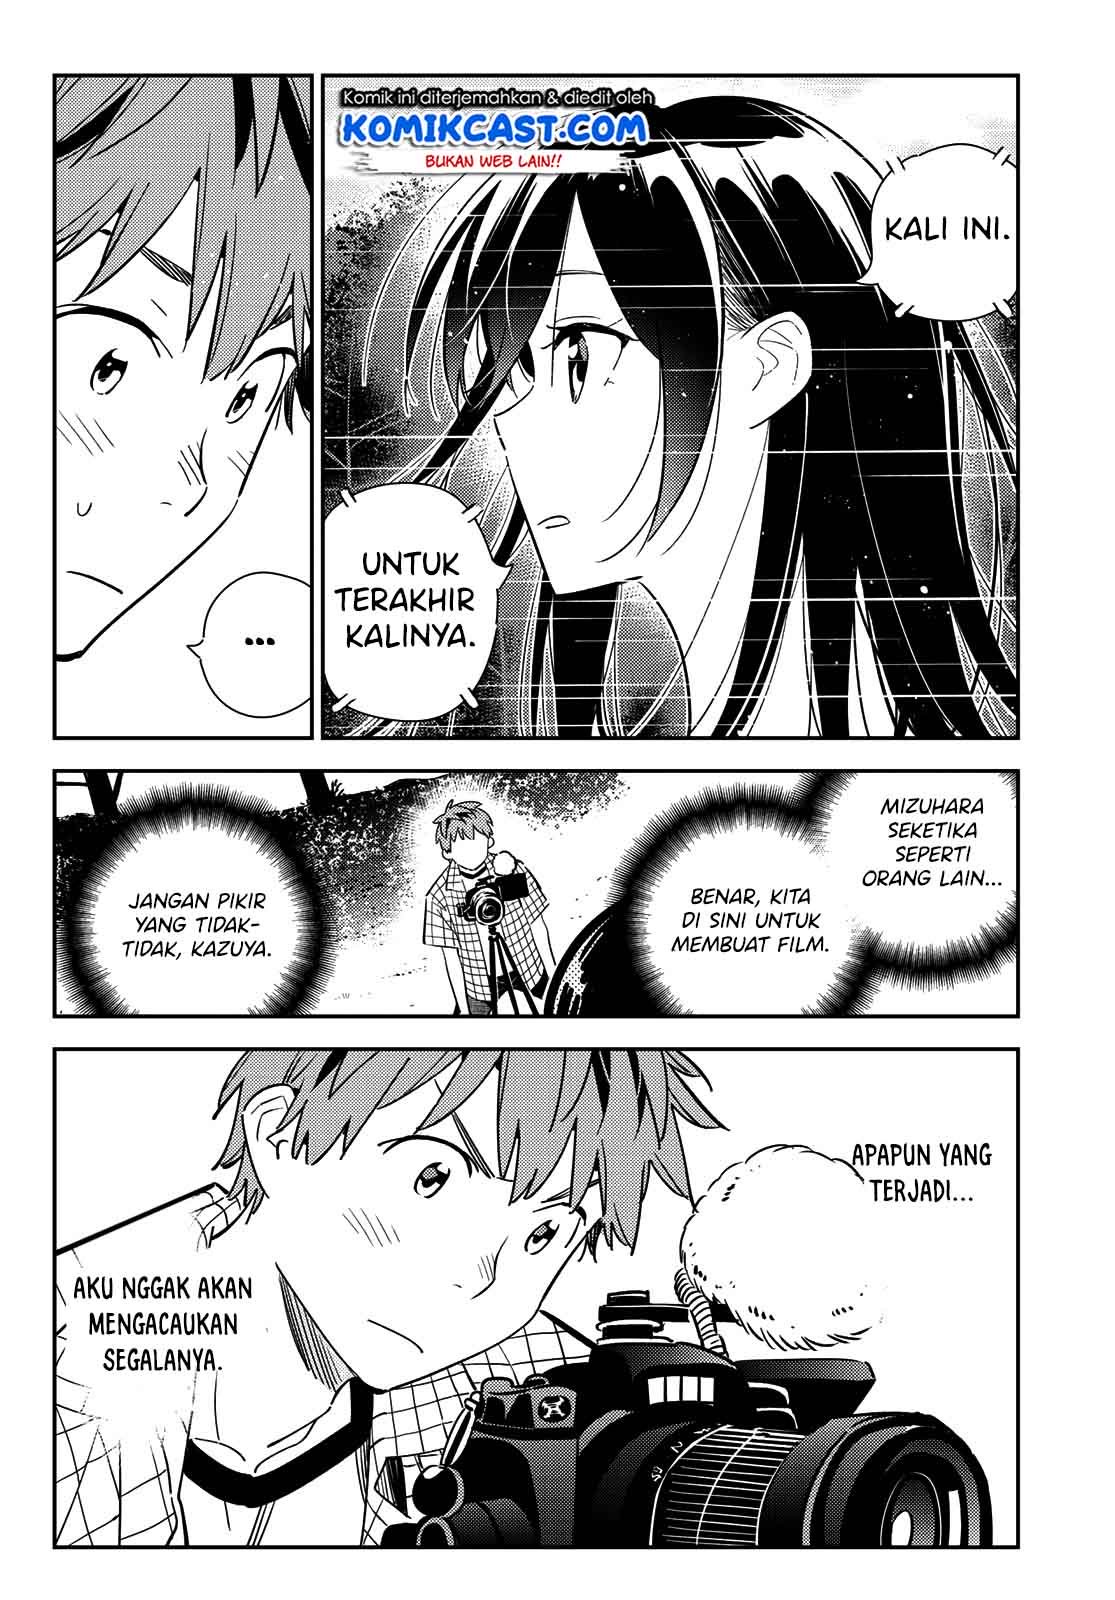 Komik ini diterjemahkan & diedit oleh
KOMIKCAST.COM
BUKAN WEB LAIN!!
KALI INI.
UNTUK
TERAKHIR
KALINYA.
...
MIZUHARA
SEKETIKA
SEPERTI
ORANG LAIN...
BENAR, KITA
DI SINI UNTUK
MEMBUAT FILM.
JANGAN PIKIR
YANG TIDAK-
TIDAK, KAZUYA.
APAPUN YANG
TERJADI...
AKU NGGAK AKAN
MENGACAUKAN
SEGALANYA.